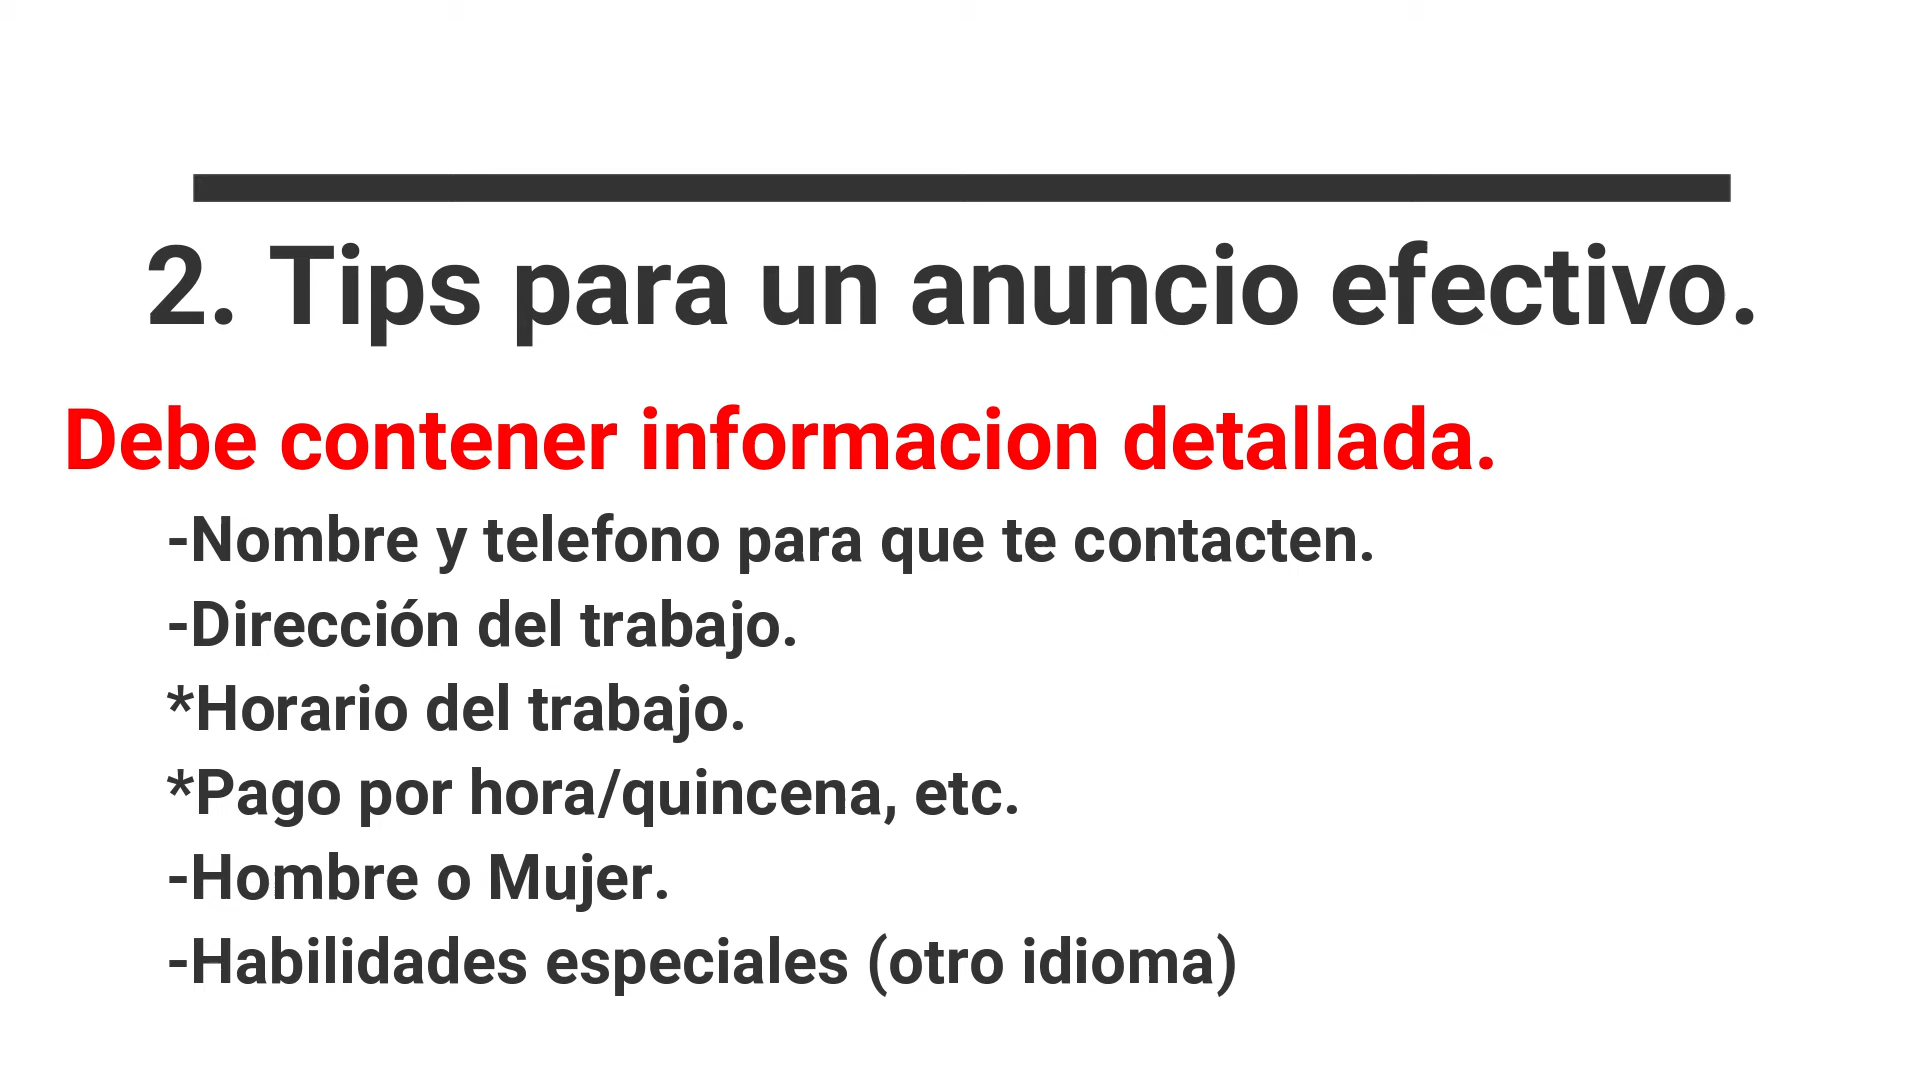 2. Tips para un anuncio efectivo.
Debe contener informacion detallada.
-Nombre y telefono para que te contacten.
-Dirección del trabajo.
*Horario del trabajo.
*Pago por hora/quincena, etc.
-Hombre o Mujer.
-Habilidades especiales (otro idioma)